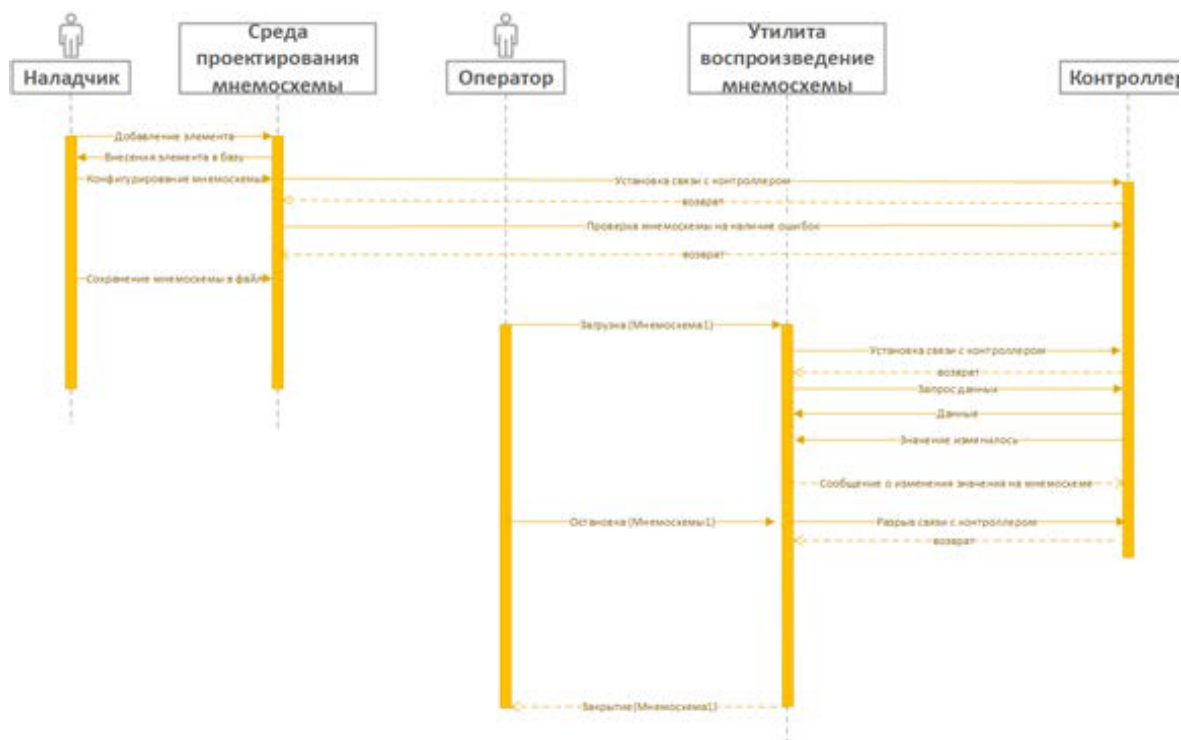 Наладчик
Среда
проектирования
мнемосхемы
Оператор
Утилита
воспроизведение
мнемосхемы
Контроллер
Добавление элемента
Внесения элемента в базу
Конфигурирование мнемосхемы
Установка связи с контроллером
возврат
Проверка мнемосхемы на наличие ошибок
возврат
Сохранение мнемосхемы в файл
Загрузка (Мнемосхема1)
Установка связи с контроллером
возврат
Запрос данных
Данные
Значение изменилось
Сообщение о изменения значения на мнемосхеме
Остановка (Мнемосхемы1)
Разрыв связи с контроллером
возврат
Закрытие(Мнемосхема1)